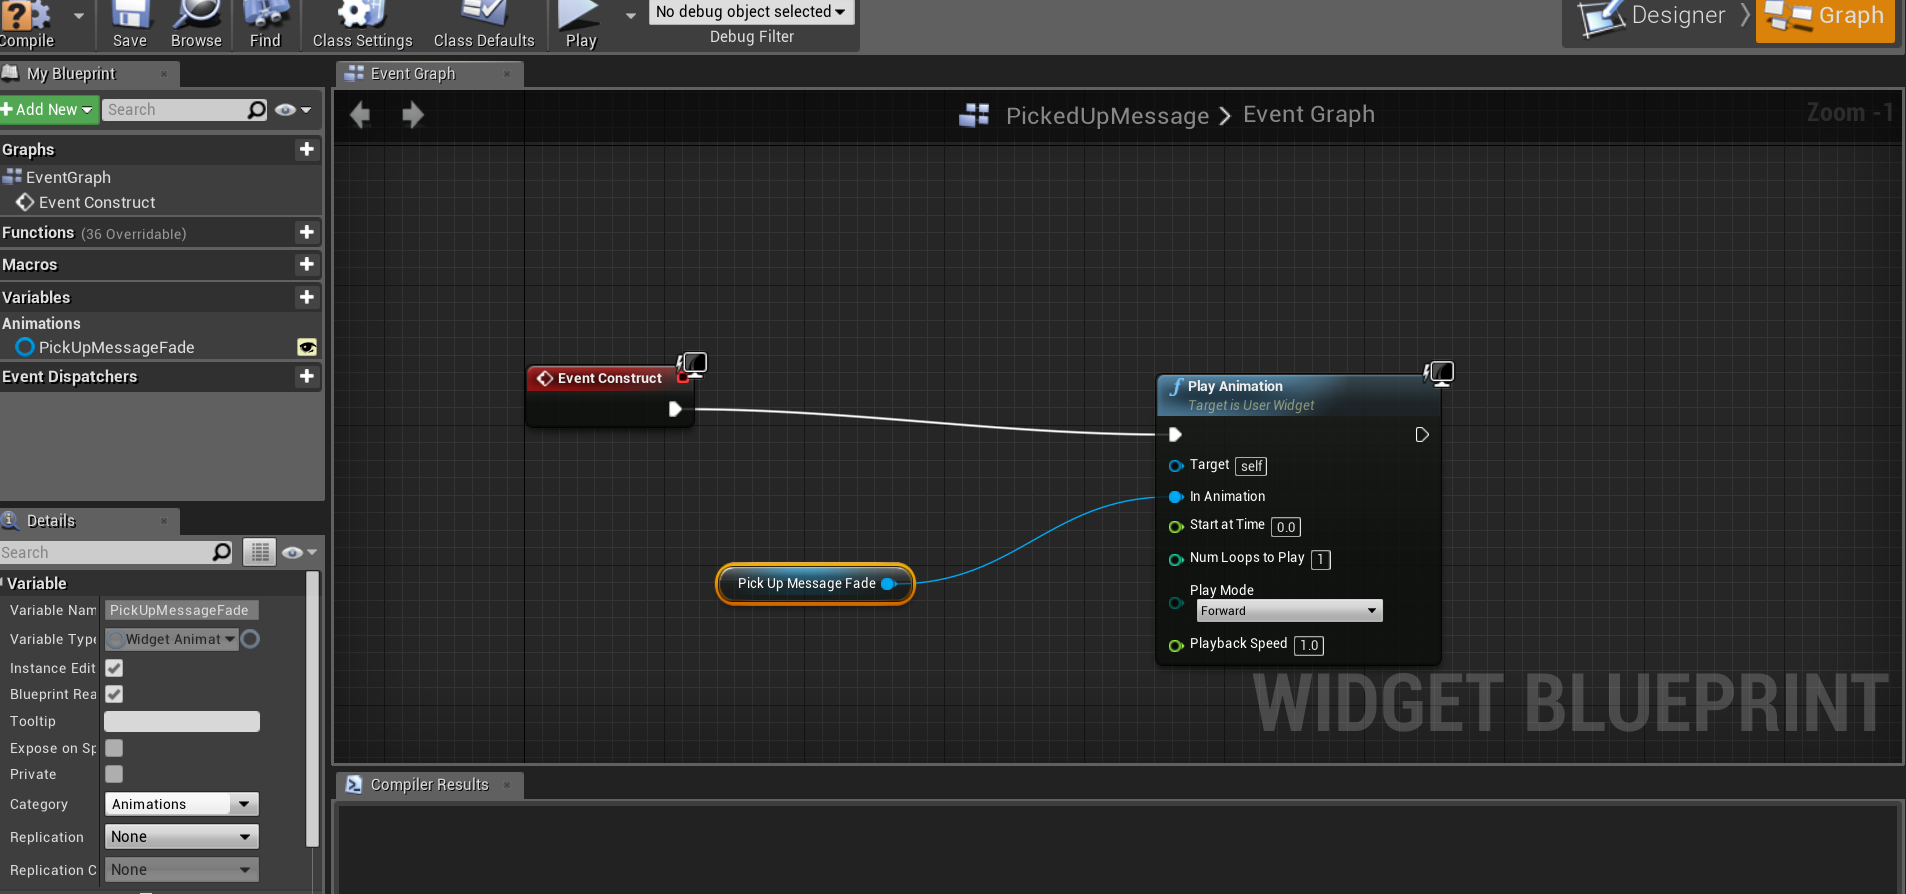 Compile
Save
Browse
Find
Class Settings
Class Defaults
Play
No debug object selected
Debug Filter
Designer
Graph
My Blueprint
Add New
Search
Graphs
EventGraph
Event Construct
Functions (36 Overridable)
Macros
Variables
Animations
PickUpMessageFade
Event Dispatchers
Details
Search
Variable
Variable Nam PickUpMessageFade
Variable Type Widget Animat
Instance Edit
Blueprint Rea
Tooltip
Expose on Sp
Private
Category Animations
Replication None
Replication C None
Event Graph
PickedUpMessage > Event Graph
Zoom -1
Event Construct
Play Animation
Target is User Widget
Target self
In Animation
Start at Time 0.0
Num Loops to Play 1
Play Mode
Forward
Playback Speed 1.0
Pick Up Message Fade
WIDGET BLUEPRINT
Compiler Results